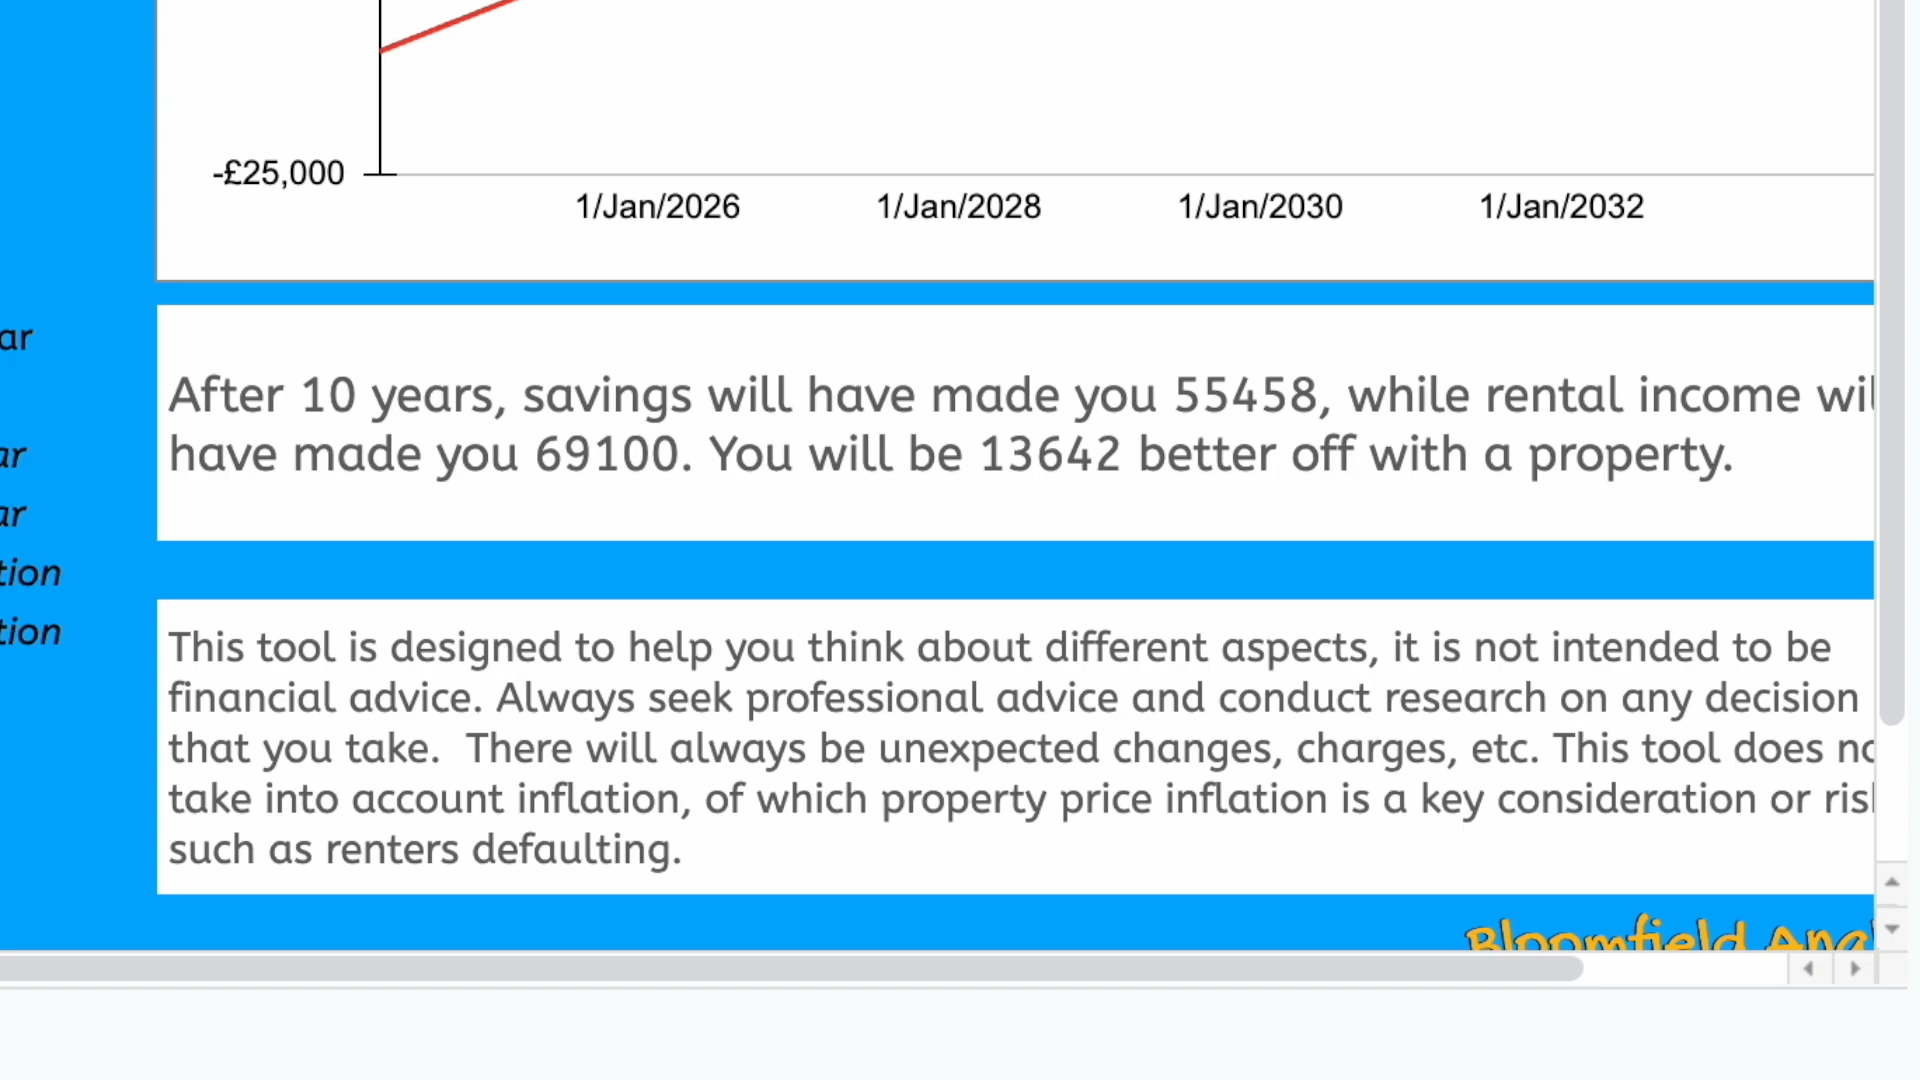 -£25,000
1/Jan/2026 1/Jan/2028 1/Jan/2030 1/Jan/2032
ar
After 10 years, savings will have made you 55458, while rental income wil
have made you 69100. You will be 13642 better off with a property.
ar
ar
tion
tion
This tool is designed to help you think about different aspects, it is not intended to be
financial advice. Always seek professional advice and conduct research on any decision
that you take.  There will always be unexpected changes, charges, etc. This tool does no
take into account inflation, of which property price inflation is a key consideration or ris
such as renters defaulting.
Bloomfield Ana